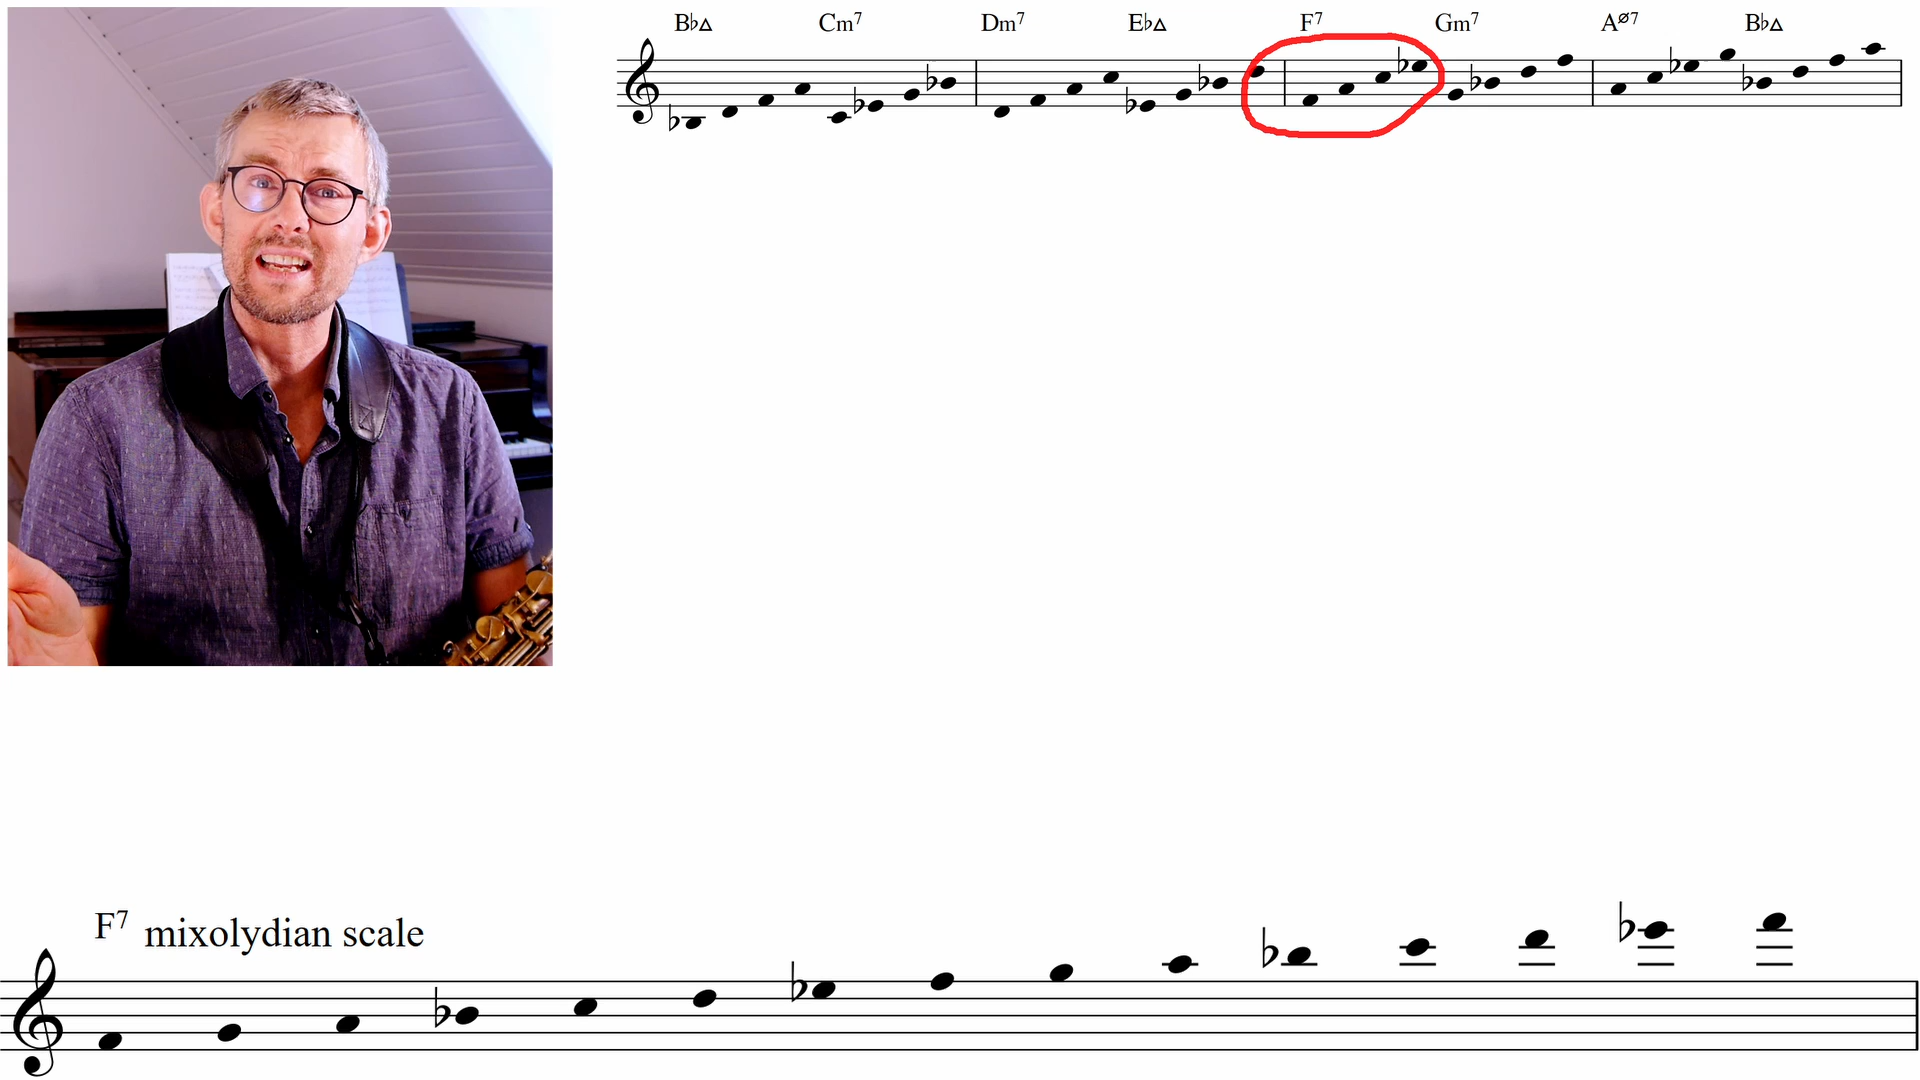 B♭△ Cm7 Dm7 E♭△ F7 Gm7 Aø7 B♭△
F7 mixolydian scale